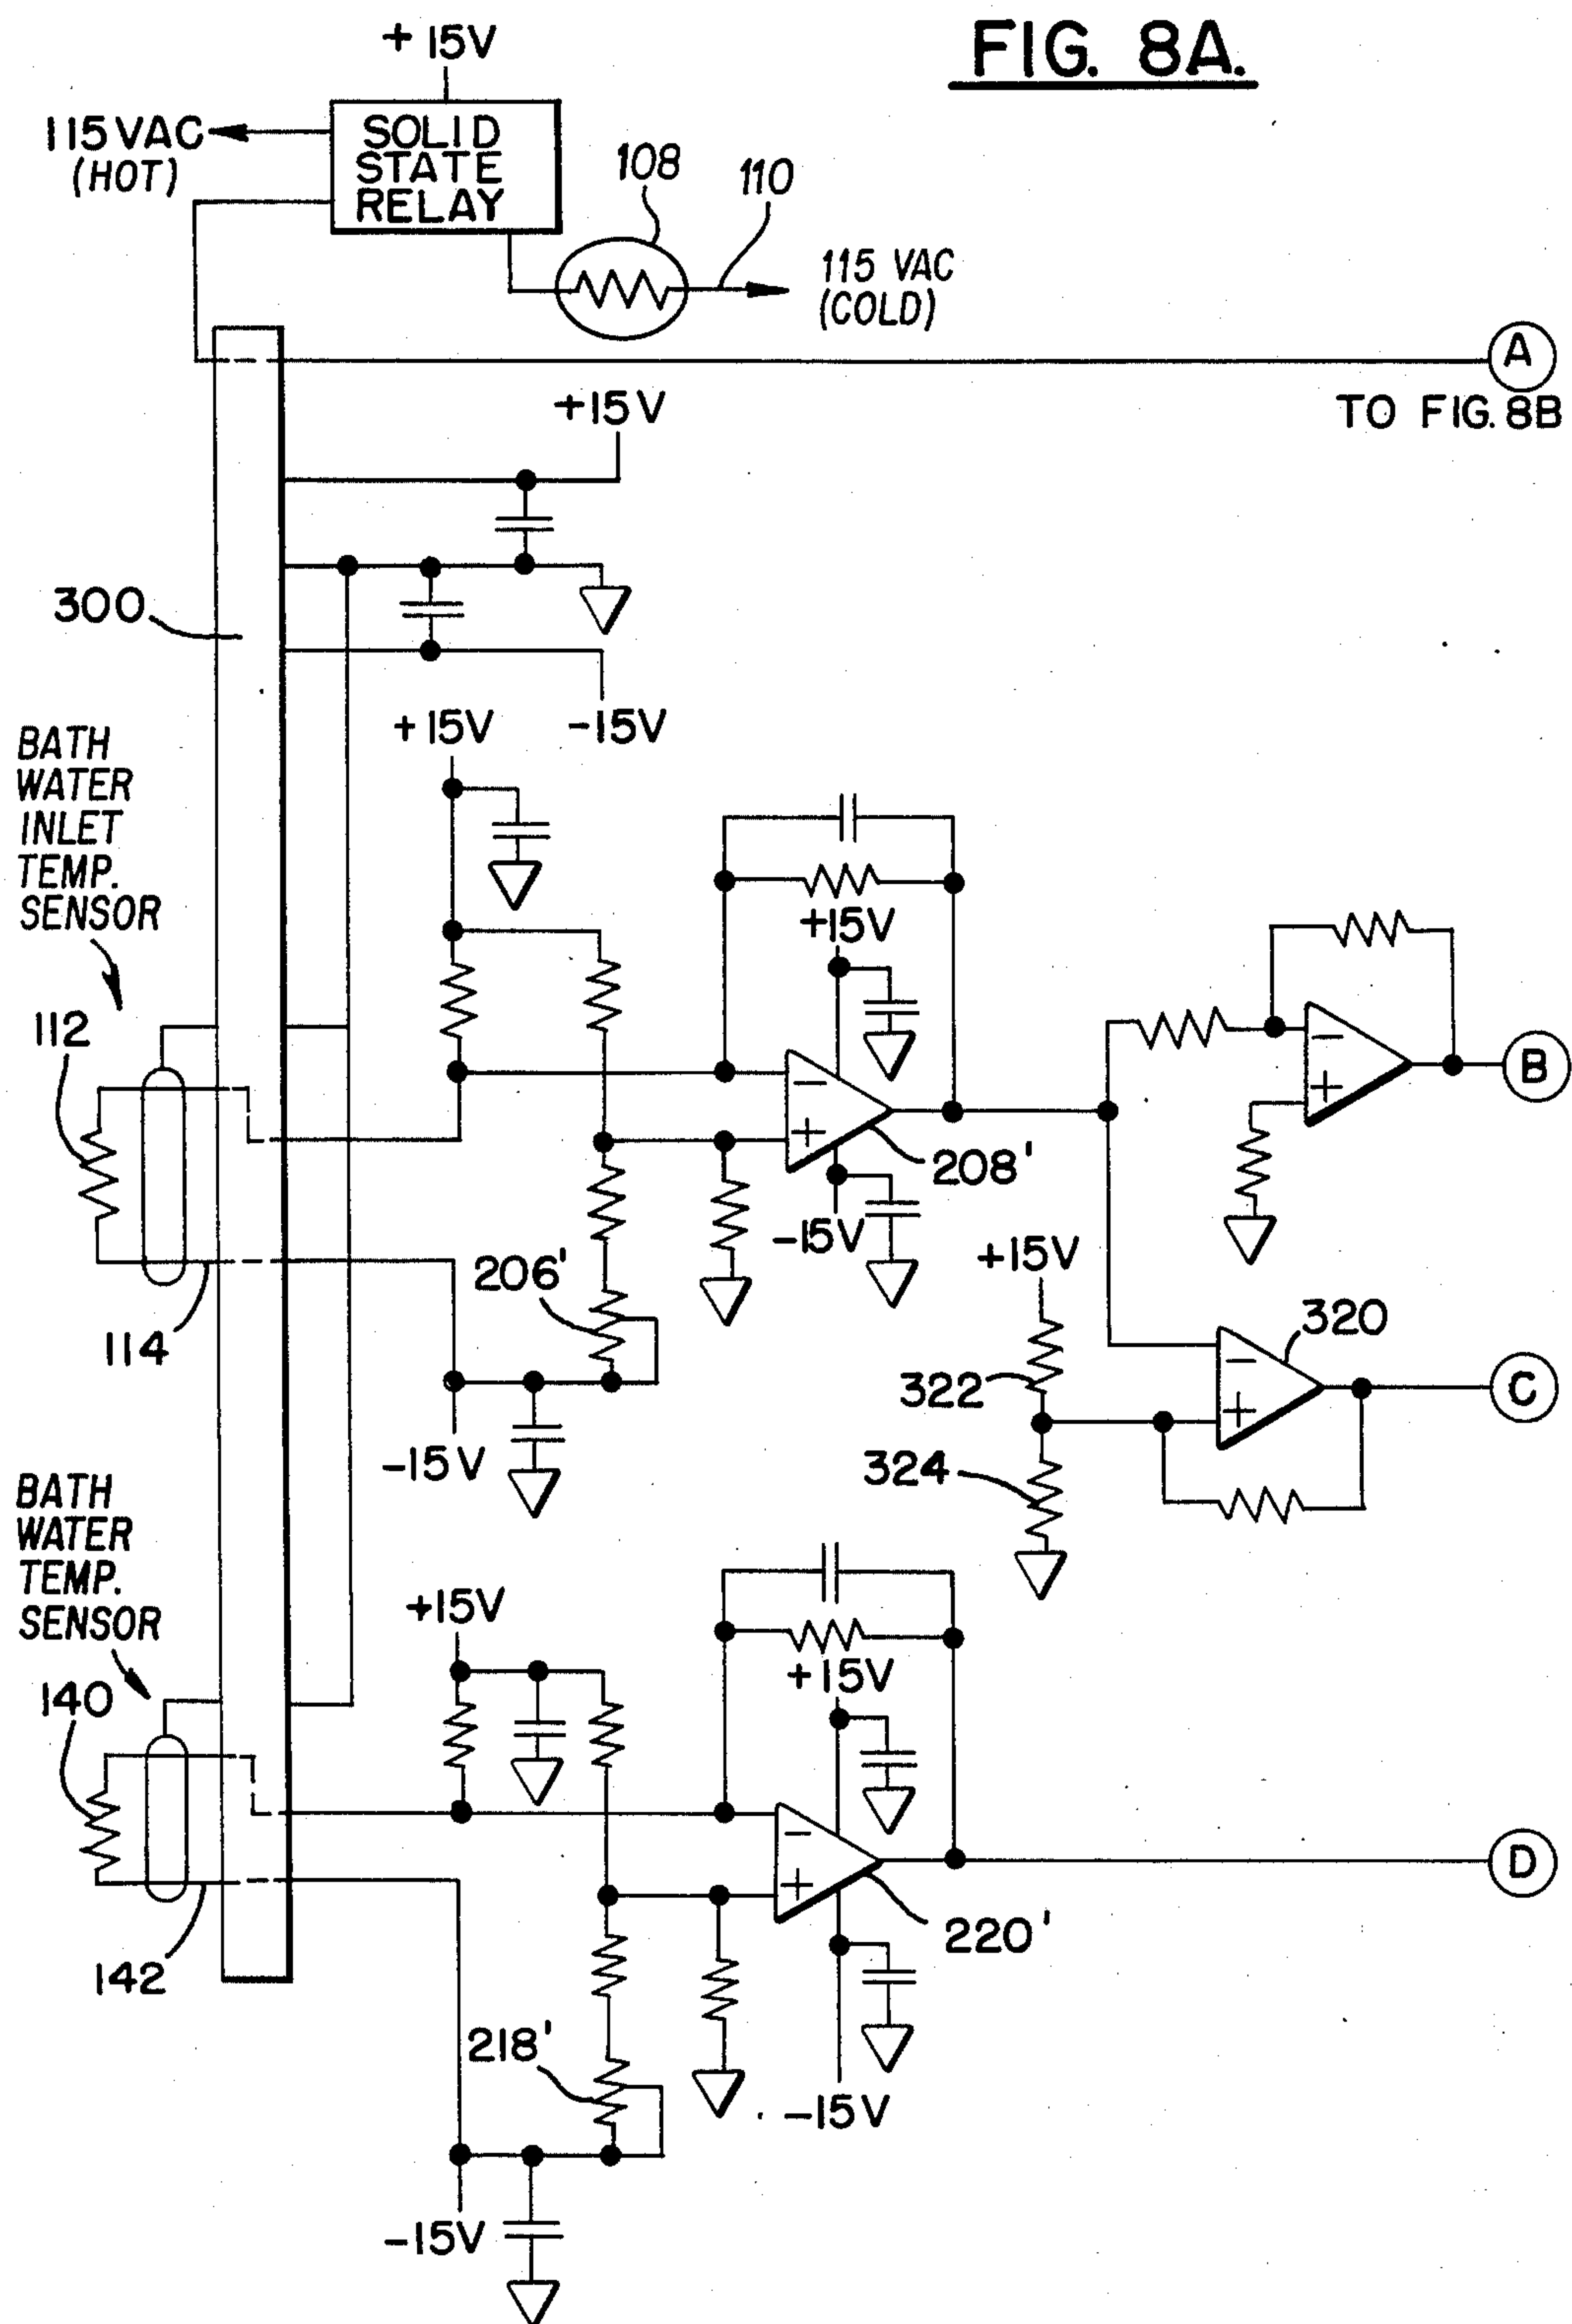 FIG. 8A.
+15V
115 VAC
(HOT)
SOLID
STATE
RELAY
108
110
115 VAC
(COLD)
A
TO FIG. 8B
+15V
300
-15V
+15V
BATH
WATER
INLET
TEMP.
SENSOR
+15V
112
B
208'
-15V
+15V
206'
114
320
322
C
-15V
324
BATH
WATER
TEMP.
SENSOR
+15V
+15V
140
D
220'
142
218'
-15V
-15V